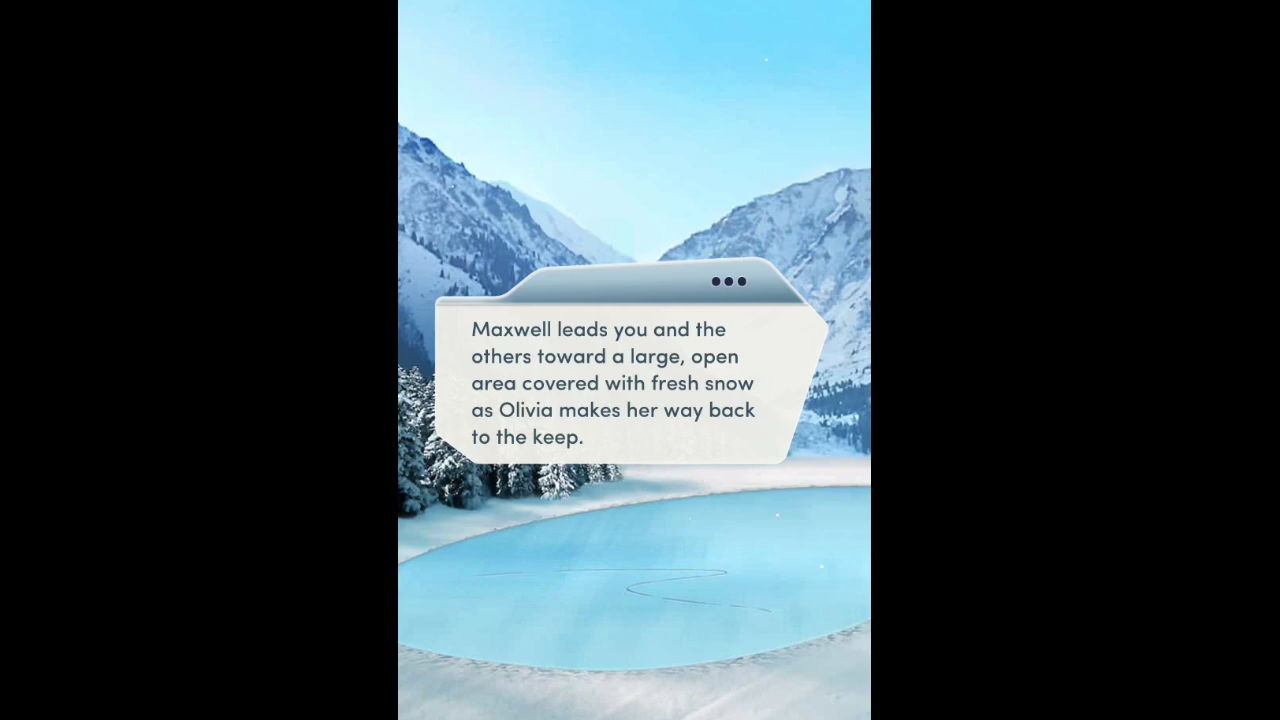 Maxwell leads you and the
others toward a large, open
area covered with fresh snow
as Olivia makes her way back
to the keep.